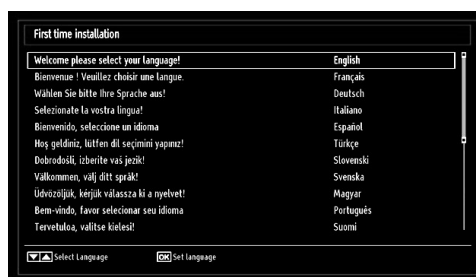 First time installation
Welcome please select your language! English
Bienvenue ! Veuillez choisir une langue. Français
Wählen Sie bitte Ihre Sprache aus! Deutsch
Selezionate la vostra lingua! Italiano
Bienvenido, seleccione un idioma Español
Hoş geldiniz, lütfen dil seçimini yapınız! Türkçe
Dobrodošli, izberite vaš jezik! Slovenski
Välkommen, välj ditt språk! Svenska
Üdvözöljük, kérjük válassza ki a nyelvet! Magyar
Bem-vindo, favor selecionar seu idioma Português
Tervetuloa, valitse kielesi! Suomi
Select Language OK Set language